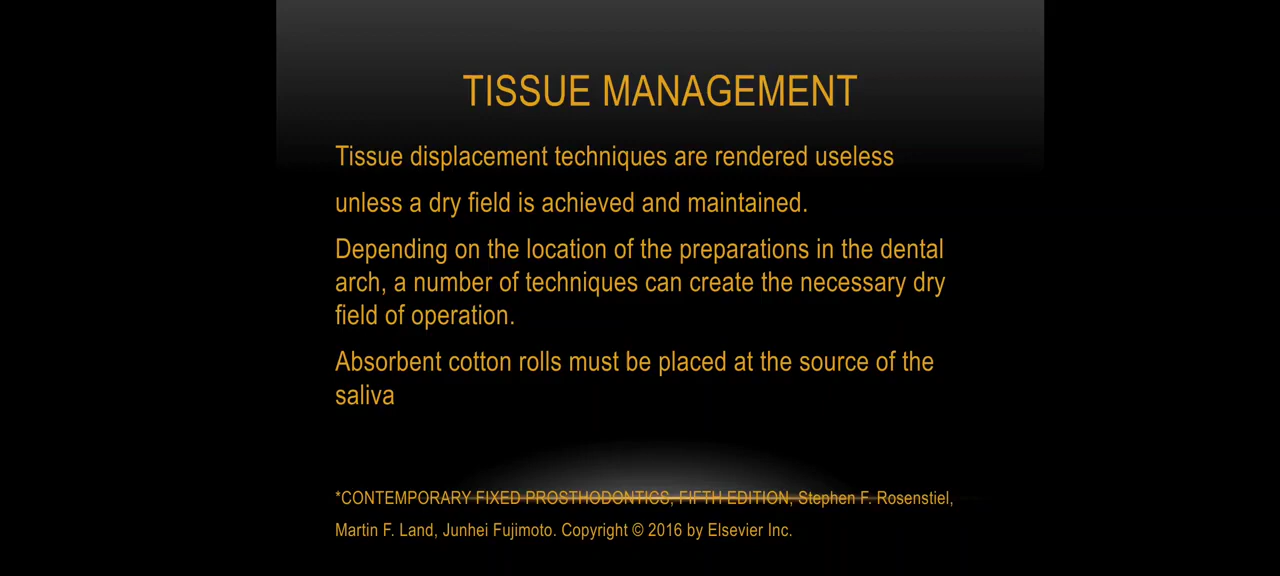 TISSUE MANAGEMENT
Tissue displacement techniques are rendered useless
unless a dry field is achieved and maintained.
Depending on the location of the preparations in the dental
arch, a number of techniques can create the necessary dry
field of operation.
Absorbent cotton rolls must be placed at the source of the
saliva
*CONTEMPORARY FIXED PROSTHODONTICS, FIFTH EDITION, Stephen F. Rosenstiel,
Martin F. Land, Junhei Fujimoto. Copyright © 2016 by Elsevier Inc.